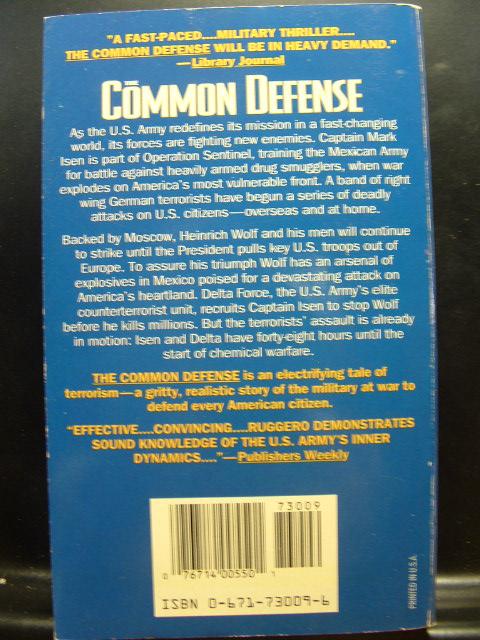 "A FAST-PACED....MILITARY THRILLER....
THE COMMON DEFENSE WILL BE IN HEAVY DEMAND."
—Library Journal
THE
COMMON DEFENSE
As the U.S. Army redefines its mission in a fast-changing
world, its forces are fighting new enemies. Captain Mark
Isen is part of Operation Sentinel, training the Mexican Army
for battle against heavily armed drug smugglers, when war
explodes on America's most vulnerable front. A band of right
wing German terrorists have begun a series of deadly
attacks on U.S. citizens—overseas and at home.
Backed by Moscow, Heinrich Wolf and his men will continue
to strike until the President pulls key U.S. troops out of
Europe. To assure his triumph Wolf has an arsenal of
explosives in Mexico poised for a devastating attack on
America's heartland. Delta Force, the U.S. Army's elite
counterterrorist unit, recruits Captain Isen to stop Wolf
before he kills millions. But the terrorists' assault is already
in motion: Isen and Delta have forty-eight hours until the
start of chemical warfare.
THE COMMON DEFENSE is an electrifying tale of
terrorism—a gritty, realistic story of the military at war to
defend every American citizen.
"EFFECTIVE....CONVINCING....RUGGERO DEMONSTRATES
SOUND KNOWLEDGE OF THE U.S. ARMY'S INNER
DYNAMICS...."—Publishers Weekly
73009
0 76714 00550 1
ISBN 0-671-73009-6
PRINTED IN U.S.A.